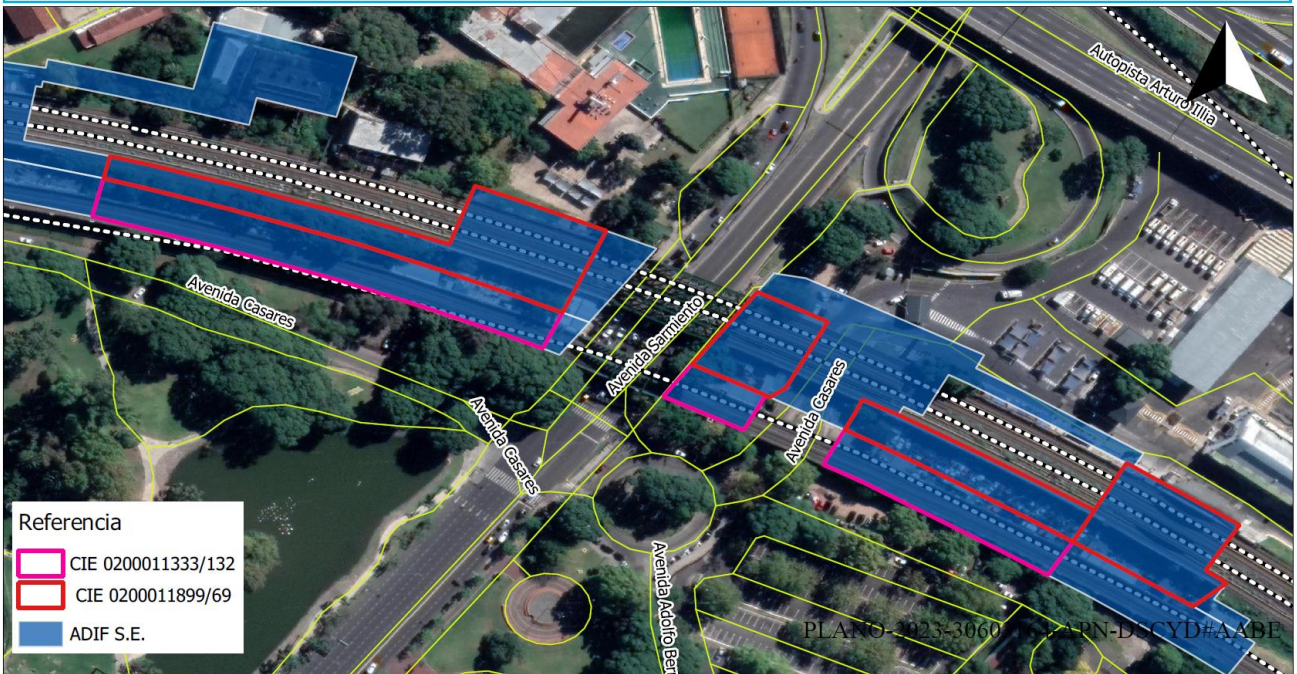 Autopista Arturo Illia
Avenida Casares
Avenida Sarmiento
Avenida Casares
Avenida Casares
Avenida Adolfo Ber
Referencia
CIE 0200011333/132
CIE 0200011899/69
ADIF S.E.